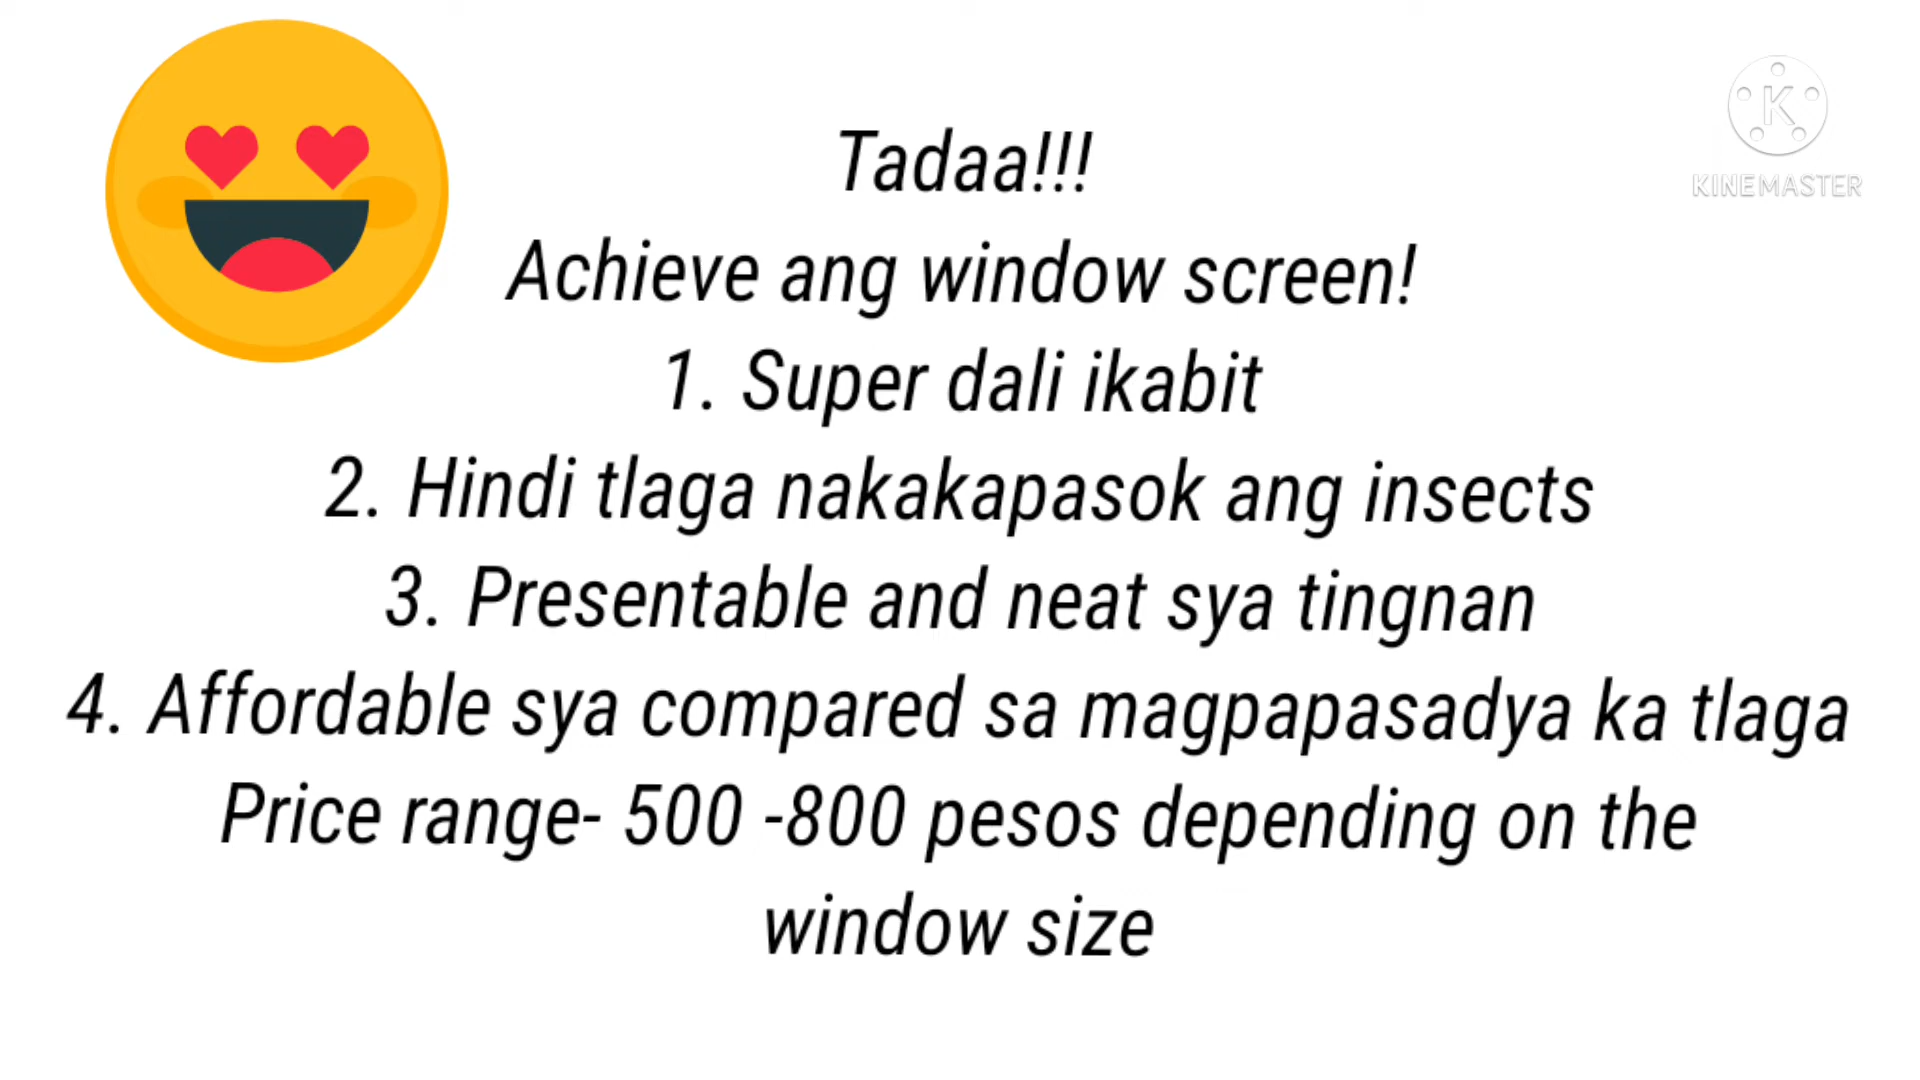 Tadaa!!!
Achieve ang window screen!
1. Super dali ikabit
2. Hindi tlaga nakakapasok ang insects
3. Presentable and neat sya tingnan
4. Affordable sya compared sa magpapasadya ka tlaga
Price range- 500 -800 pesos depending on the
window size
K
KINEMASTER